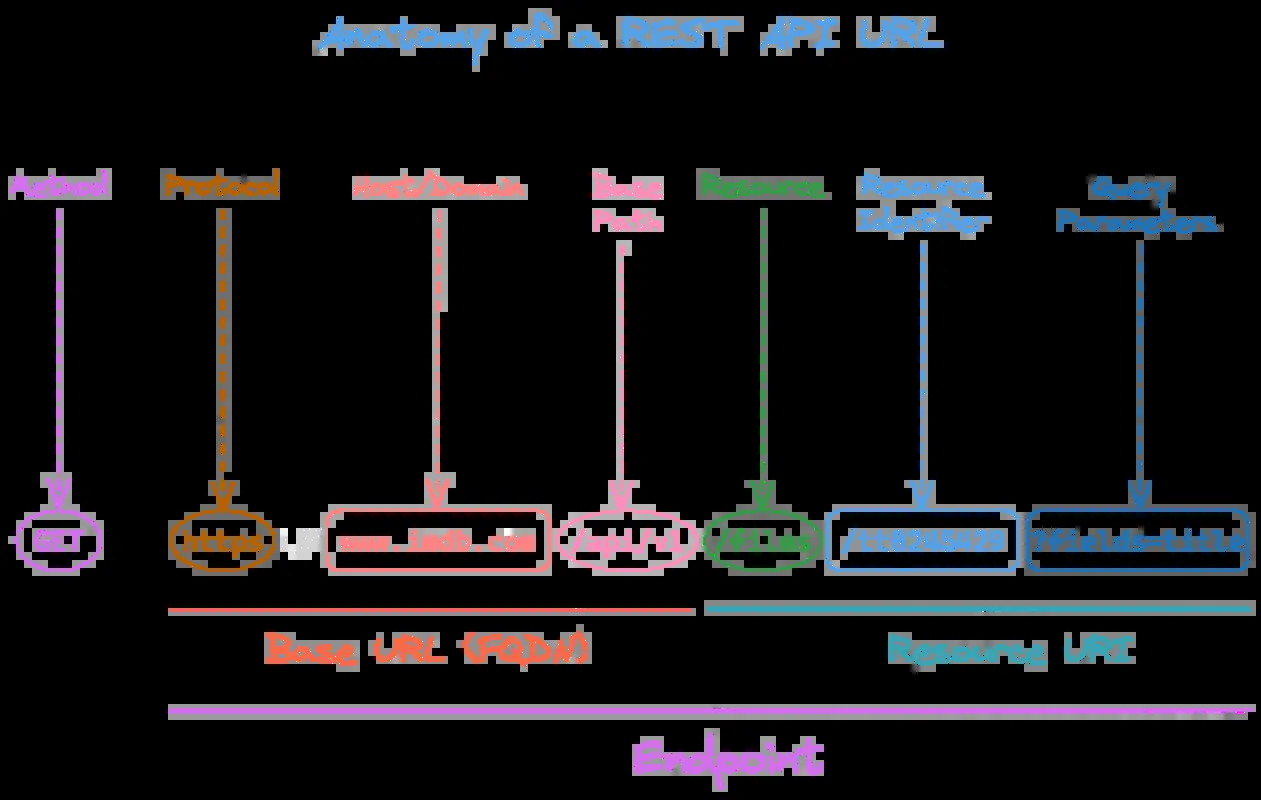 Anatomy of a REST API URL
Method Protocol Host/Domain Base Path Resource Resource Identifier Query Parameters
GET https :// www.imdb.com /api/v1 /films /tt0245429 ?fields=title
Base URL (FQDN) Resource URI
Endpoint